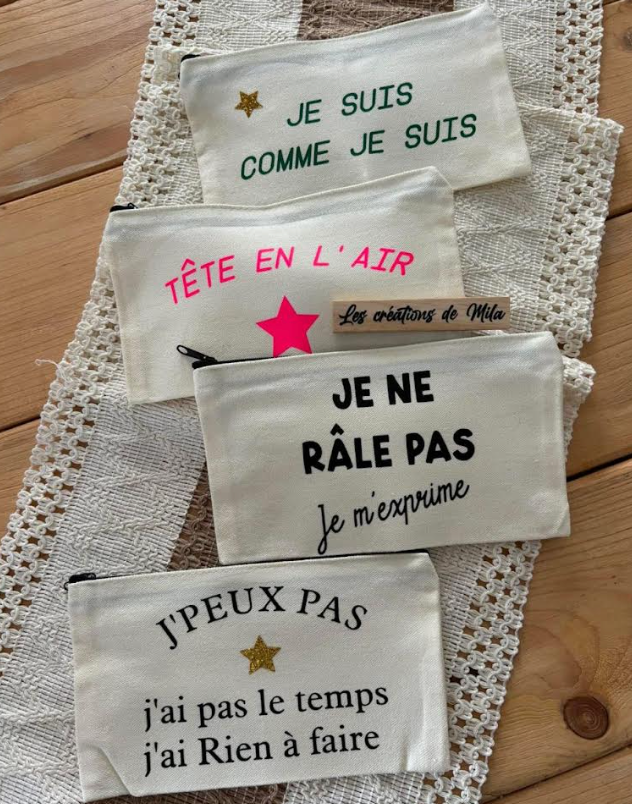 JE SUIS
COMME JE SUIS
TÊTE EN L'AIR
Les créations de Mila
JE NE
RÂLE PAS
Je m'exprime
J'PEUX PAS
j'ai pas le temps
j'ai Rien à faire